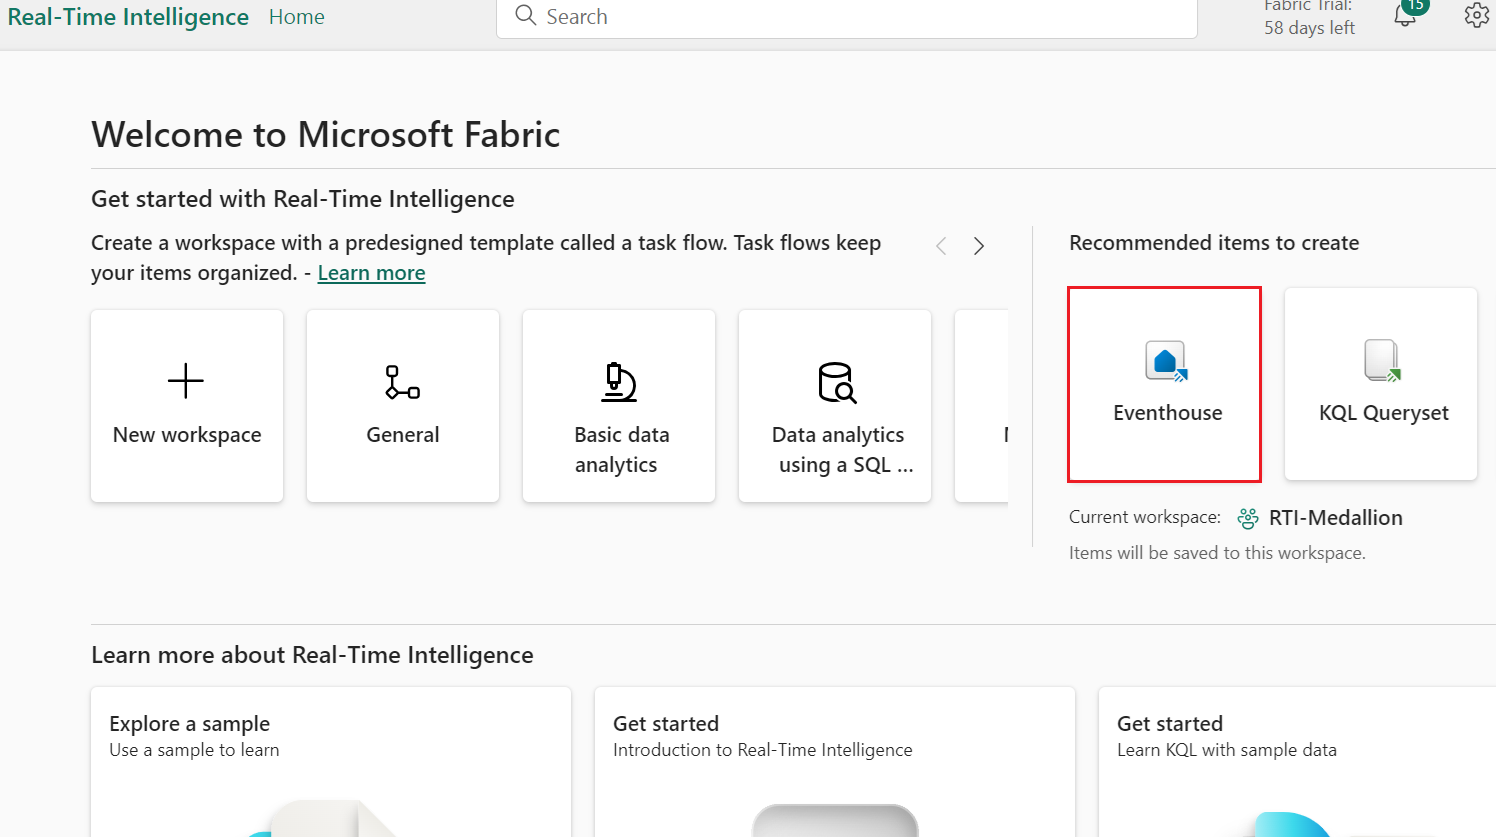 Real-Time Intelligence Home
Search
Fabric Trial:
58 days left
15
Welcome to Microsoft Fabric
Get started with Real-Time Intelligence
Create a workspace with a predesigned template called a task flow. Task flows keep
your items organized. - Learn more
New workspace
General
Basic data
analytics
Data analytics
using a SQL ...
Recommended items to create
Eventhouse
KQL Queryset
Current workspace: RTI-Medallion
Items will be saved to this workspace.
Learn more about Real-Time Intelligence
Explore a sample
Use a sample to learn
Get started
Introduction to Real-Time Intelligence
Get started
Learn KQL with sample data